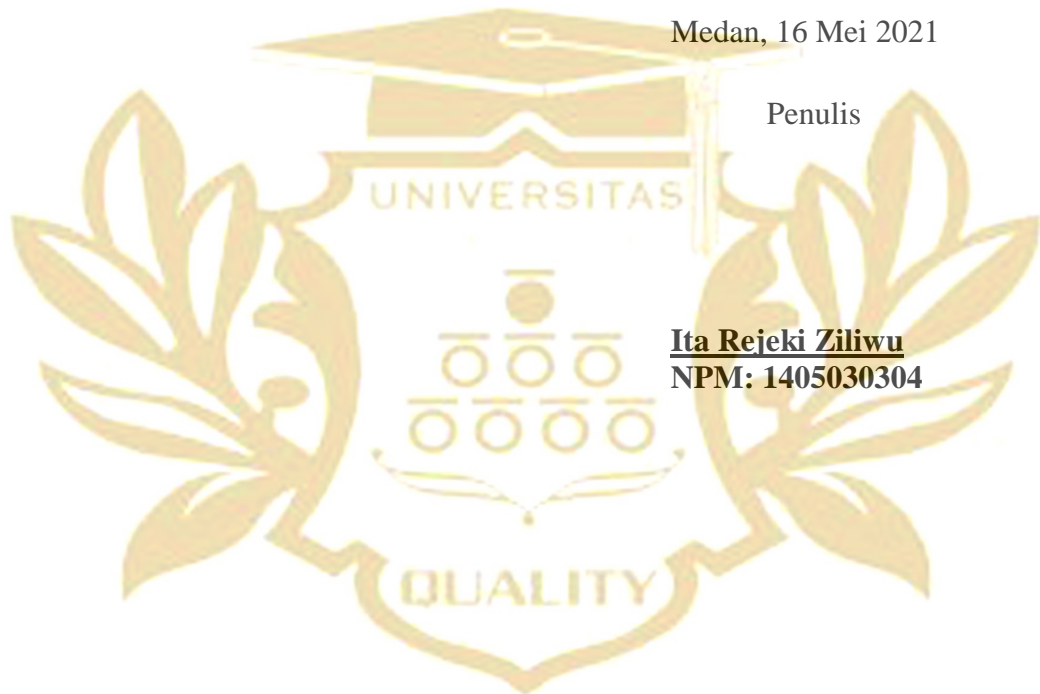 Medan, 16 Mei 2021
Penulis
UNIVERSITAS
Ita Rejeki Ziliwu
NPM: 1405030304
QUALITY